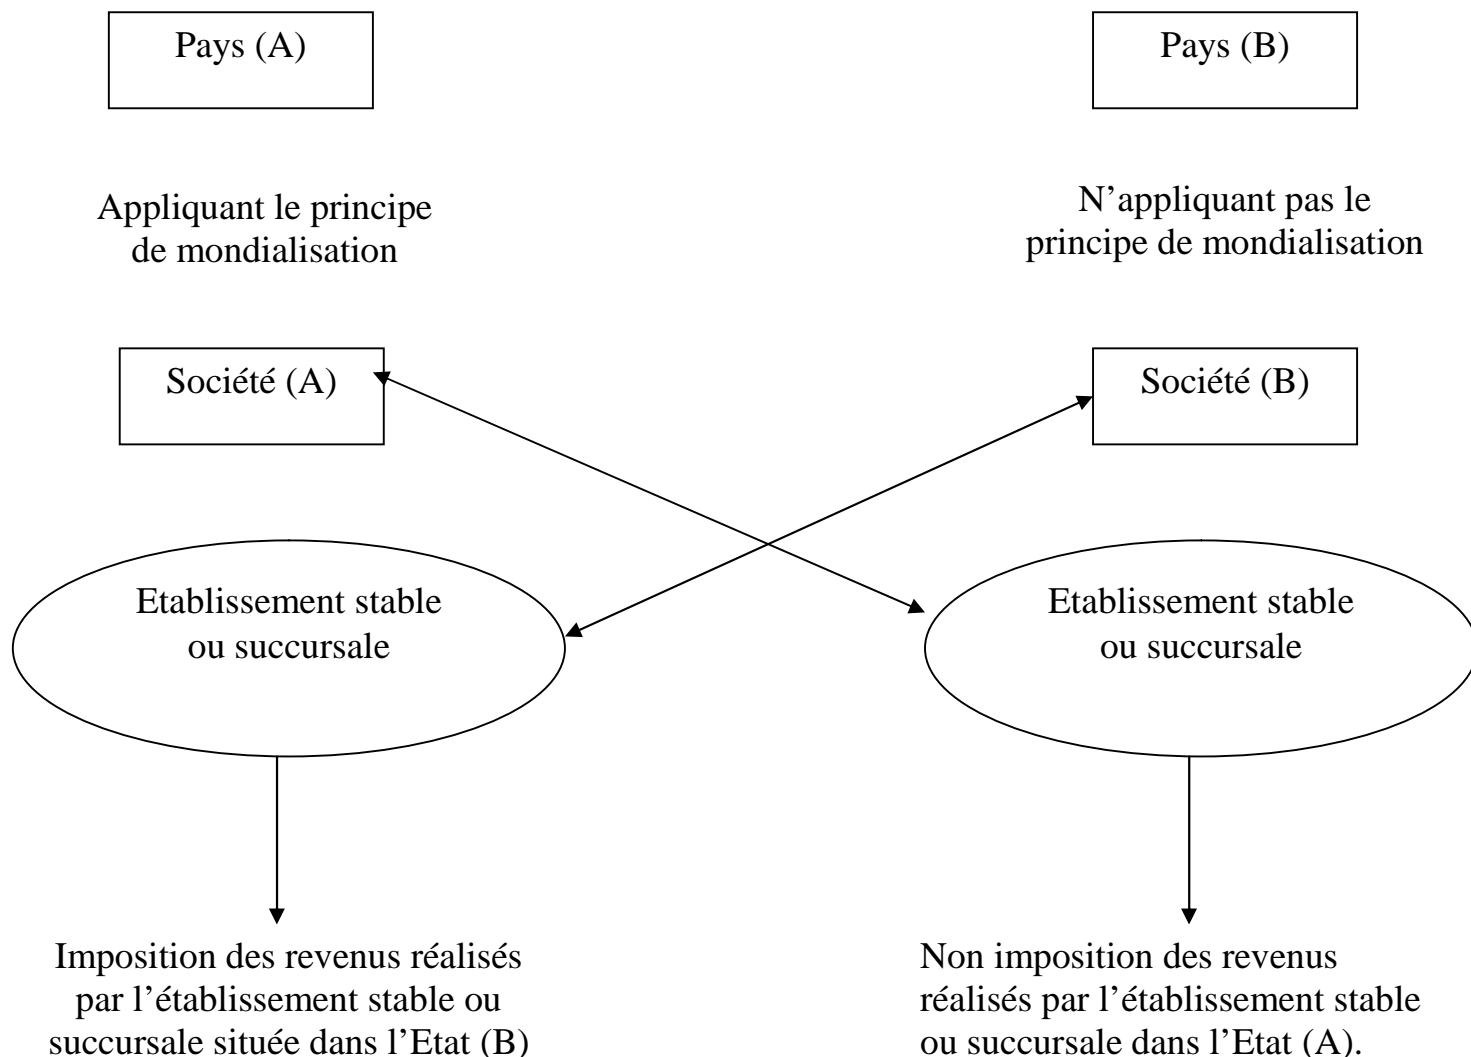 Pays (A)
Pays (B)
Appliquant le principe
de mondialisation
N’appliquant pas le
principe de mondialisation
Société (A)
Société (B)
Etablissement stable
ou succursale
Etablissement stable
ou succursale
Imposition des revenus réalisés
par l’établissement stable ou
succursale située dans l’Etat (B)
Non imposition des revenus
réalisés par l’établissement stable
ou succursale dans l’Etat (A).